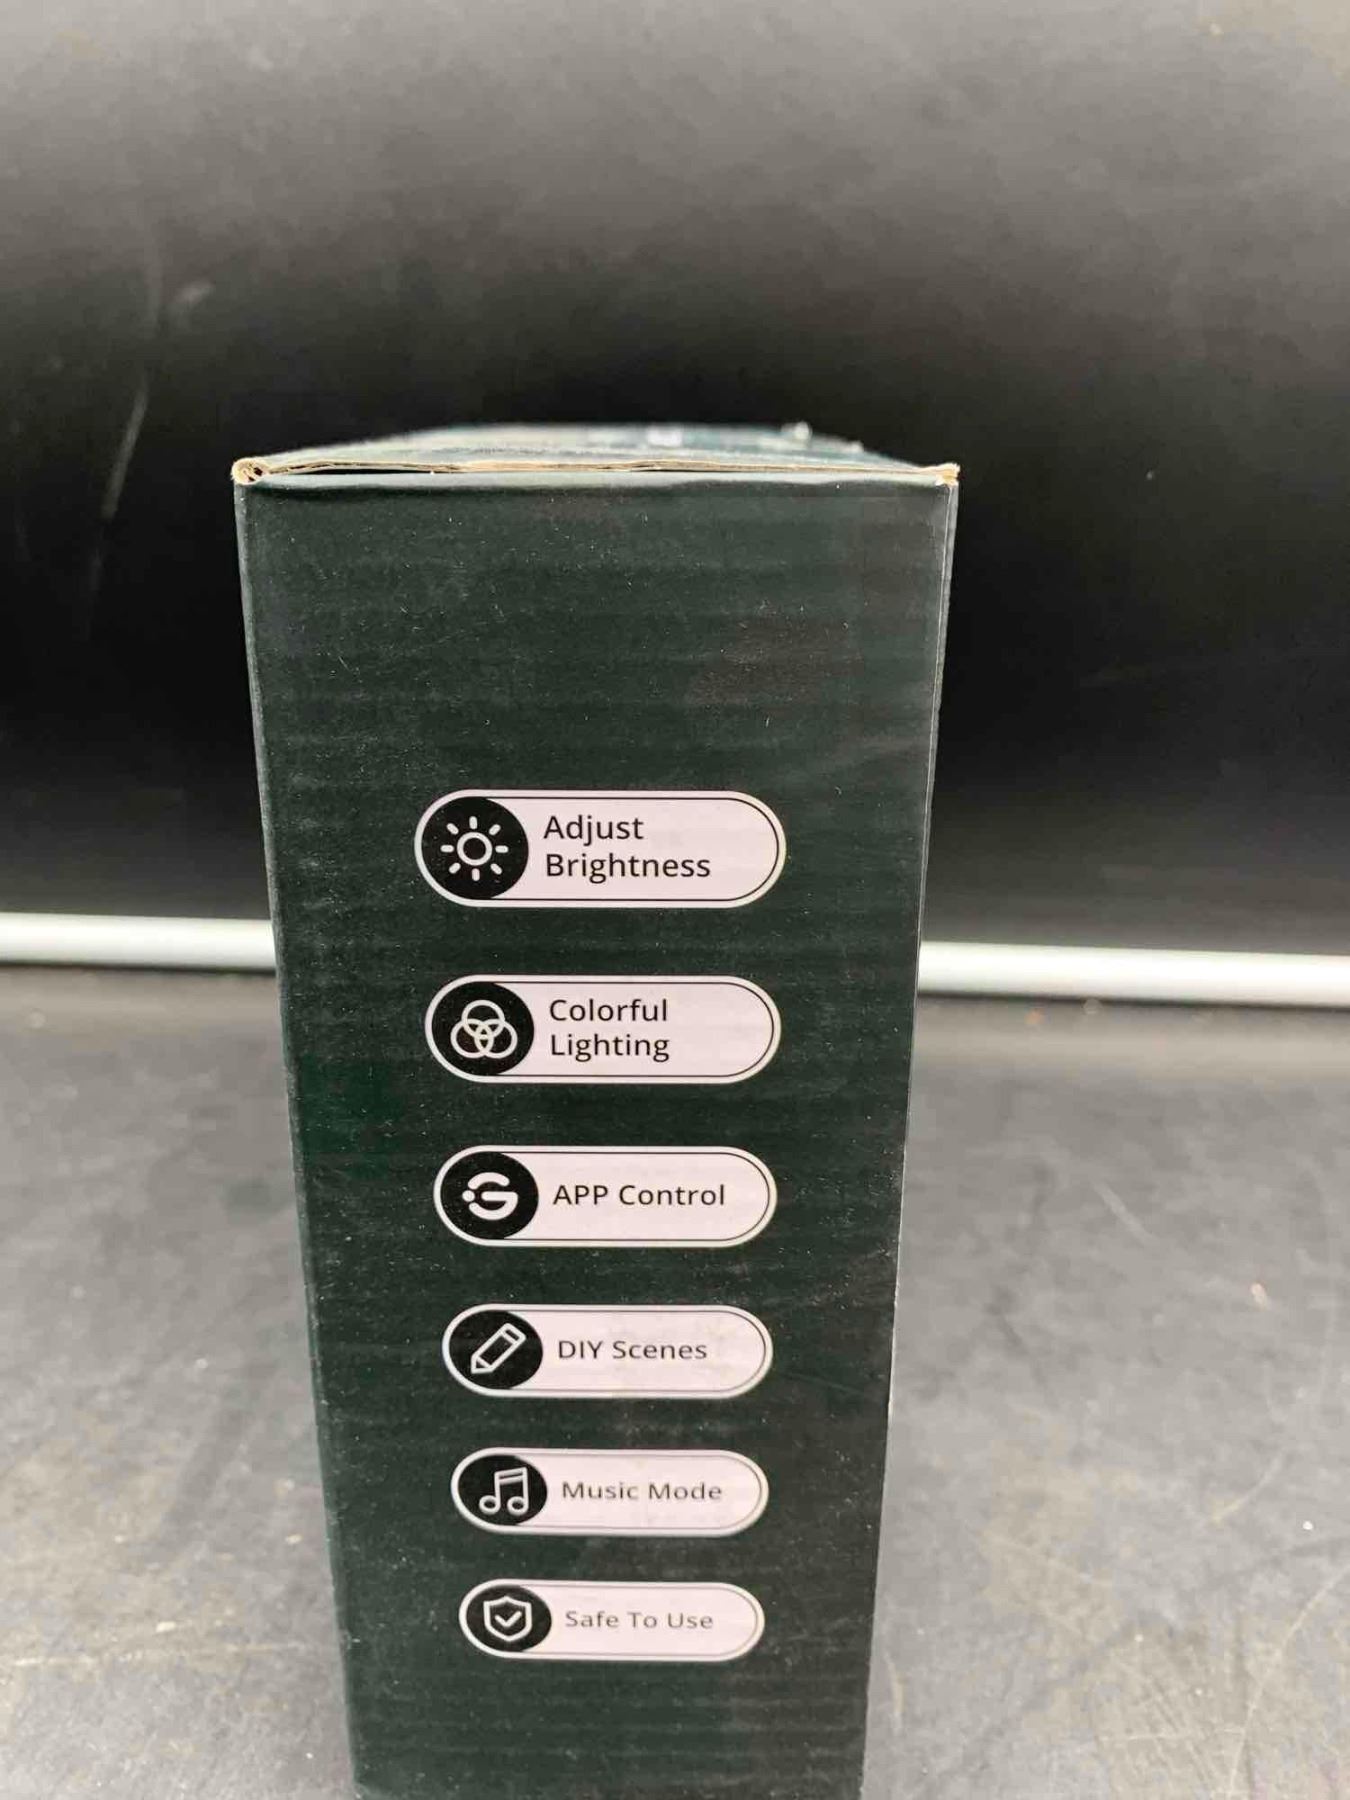 Adjust
Brightness
Colorful
Lighting
APP Control
DIY Scenes
Music Mode
Safe To Use